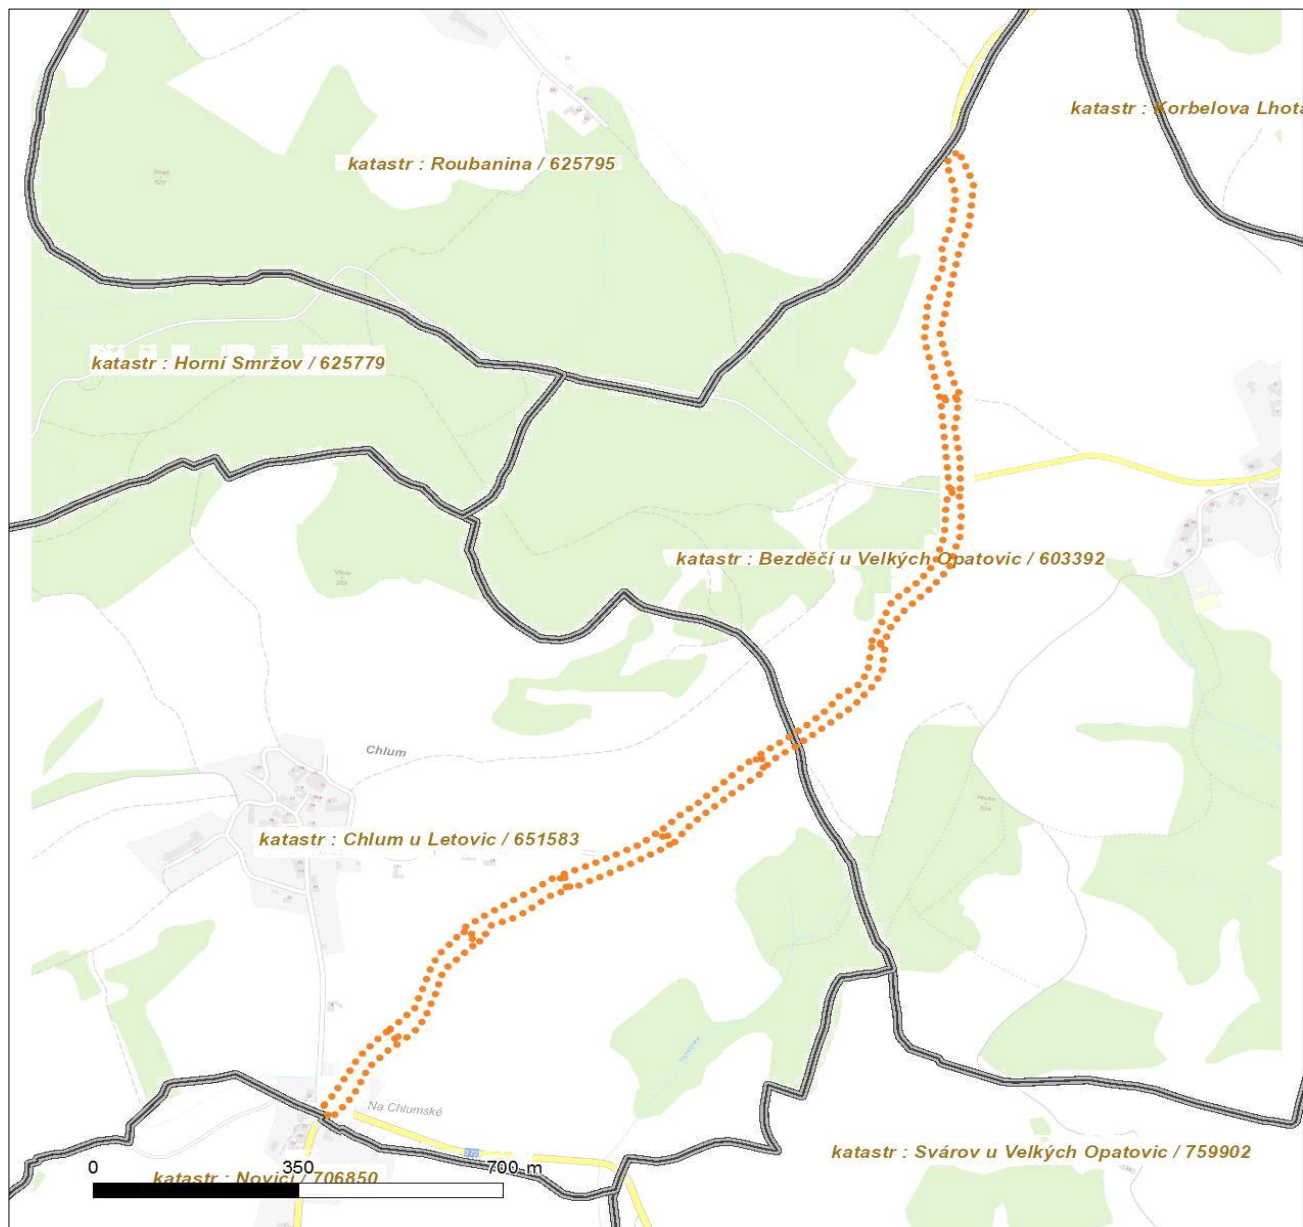 katastr : Korbelova Lhota
katastr : Roubanina / 625795
katastr : Horní Smržov / 625779
katastr : Bezděčí u Velkých Opatovic / 603392
Chlum
katastr : Chlum u Letovic / 651583
Na Chlumské
katastr : Svárov u Velkých Opatovic / 759902
0 350 700 m
katastr : Novičí / 706850